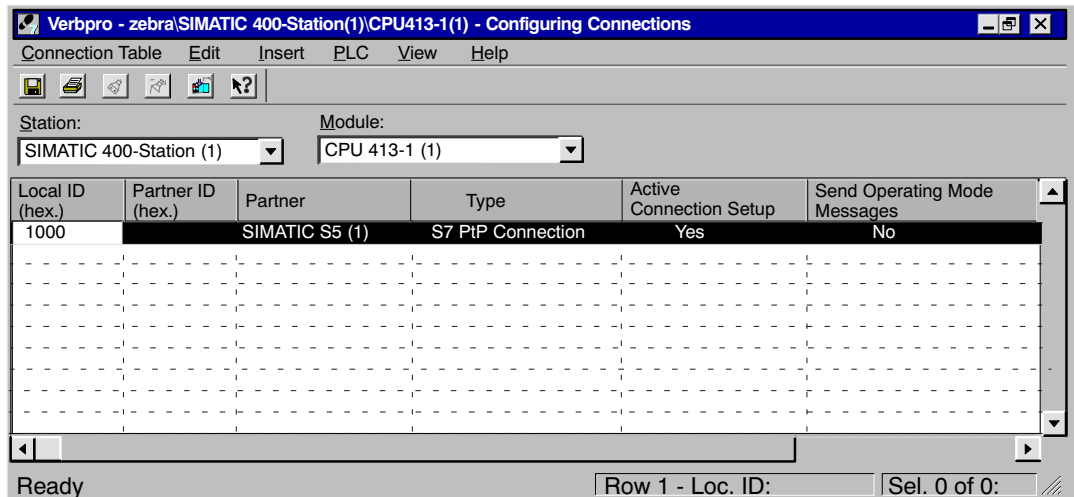 Verbpro - zebra\SIMATIC 400-Station(1)\CPU413-1(1) - Configuring Connections
Connection Table Edit Insert PLC View Help
Station: Module:
SIMATIC 400-Station (1) CPU 413-1 (1)
Local ID (hex.) Partner ID (hex.) Partner Type Active Connection Setup Send Operating Mode Messages
1000 SIMATIC S5 (1) S7 PtP Connection Yes No
Ready Row 1 - Loc. ID: Sel. 0 of 0: